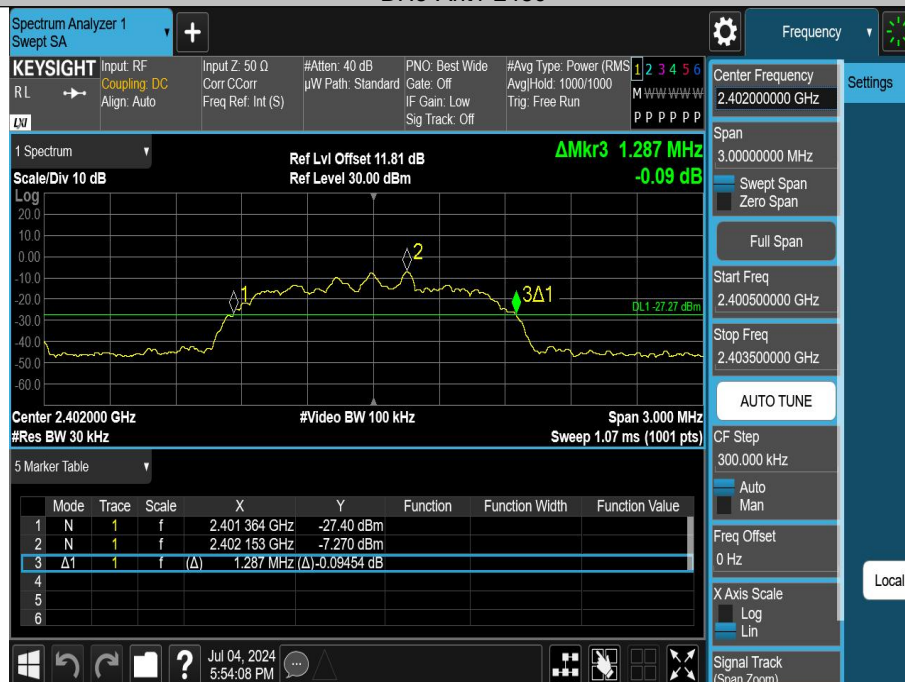 Spectrum Analyzer 1
Swept SA
+
Frequency
KEYSIGHT
RL
LXI
Input: RF
Coupling: DC
Align: Auto
Input Z: 50 Ω
Corr CCorr
Freq Ref: Int (S)
#Atten: 40 dB
µW Path: Standard
PNO: Best Wide
Gate: Off
IF Gain: Low
Sig Track: Off
#Avg Type: Power (RMS
Avg|Hold: 1000/1000
Trig: Free Run
1 2 3 4 5 6
M W W W W W
P P P P P P
1 Spectrum
Scale/Div 10 dB
Ref Lvl Offset 11.81 dB
Ref Level 30.00 dBm
ΔMkr3 1.287 MHz
-0.09 dB
Log
20.0
10.0
0.00
-10.0
-20.0
-30.0
-40.0
-50.0
-60.0
1
2
3Δ1
DL1 -27.27 dBm
Center 2.402000 GHz
#Res BW 30 kHz
#Video BW 100 kHz
Span 3.000 MHz
Sweep 1.07 ms (1001 pts)
5 Marker Table
Mode Trace Scale X Y Function Function Width Function Value
1 N 1 f 2.401 364 GHz -27.40 dBm
2 N 1 f 2.402 153 GHz -7.270 dBm
3 Δ1 1 f (Δ) 1.287 MHz (Δ) -0.09454 dB
4
5
6
?
Jul 04, 2024
5:54:08 PM
Center Frequency
2.402000000 GHz
Span
3.00000000 MHz
Swept Span
Zero Span
Full Span
Start Freq
2.400500000 GHz
Stop Freq
2.403500000 GHz
AUTO TUNE
CF Step
300.000 kHz
Auto
Man
Freq Offset
0 Hz
X Axis Scale
Log
Lin
Signal Track
(Span Zoom)
Settings
Local